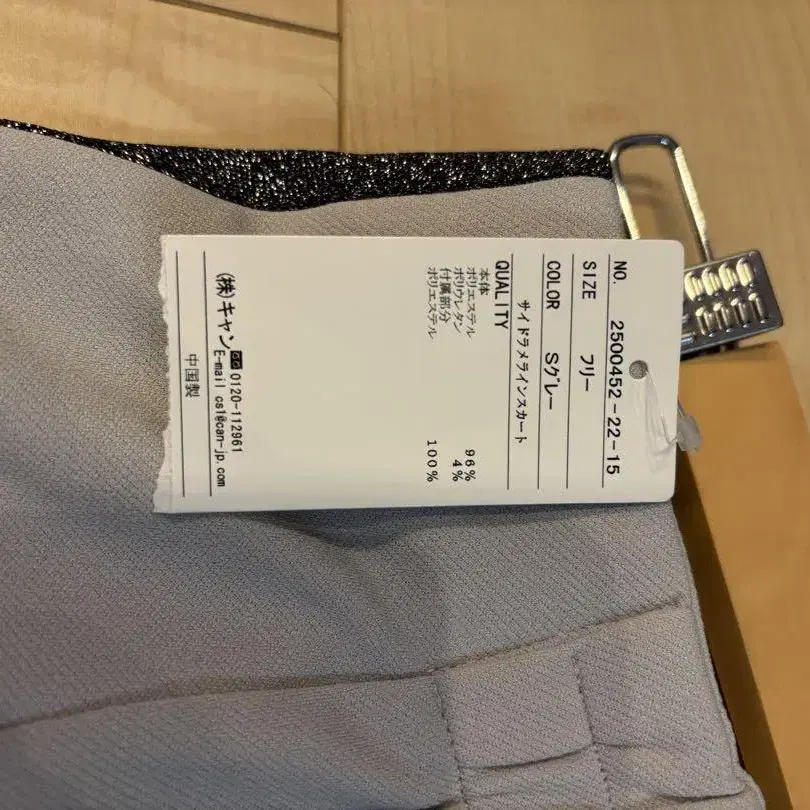 NO. 2500452-22-15
SIZE フリー
COLOR Sグレー
サイドラメラインスカート
QUALITY
本体
ポリエステル 96%
ポリウレタン 4%
付属部分
ポリエステル 100%
(株)キャン 0120-112961
E-mail cs1@can-jp.com
中国製